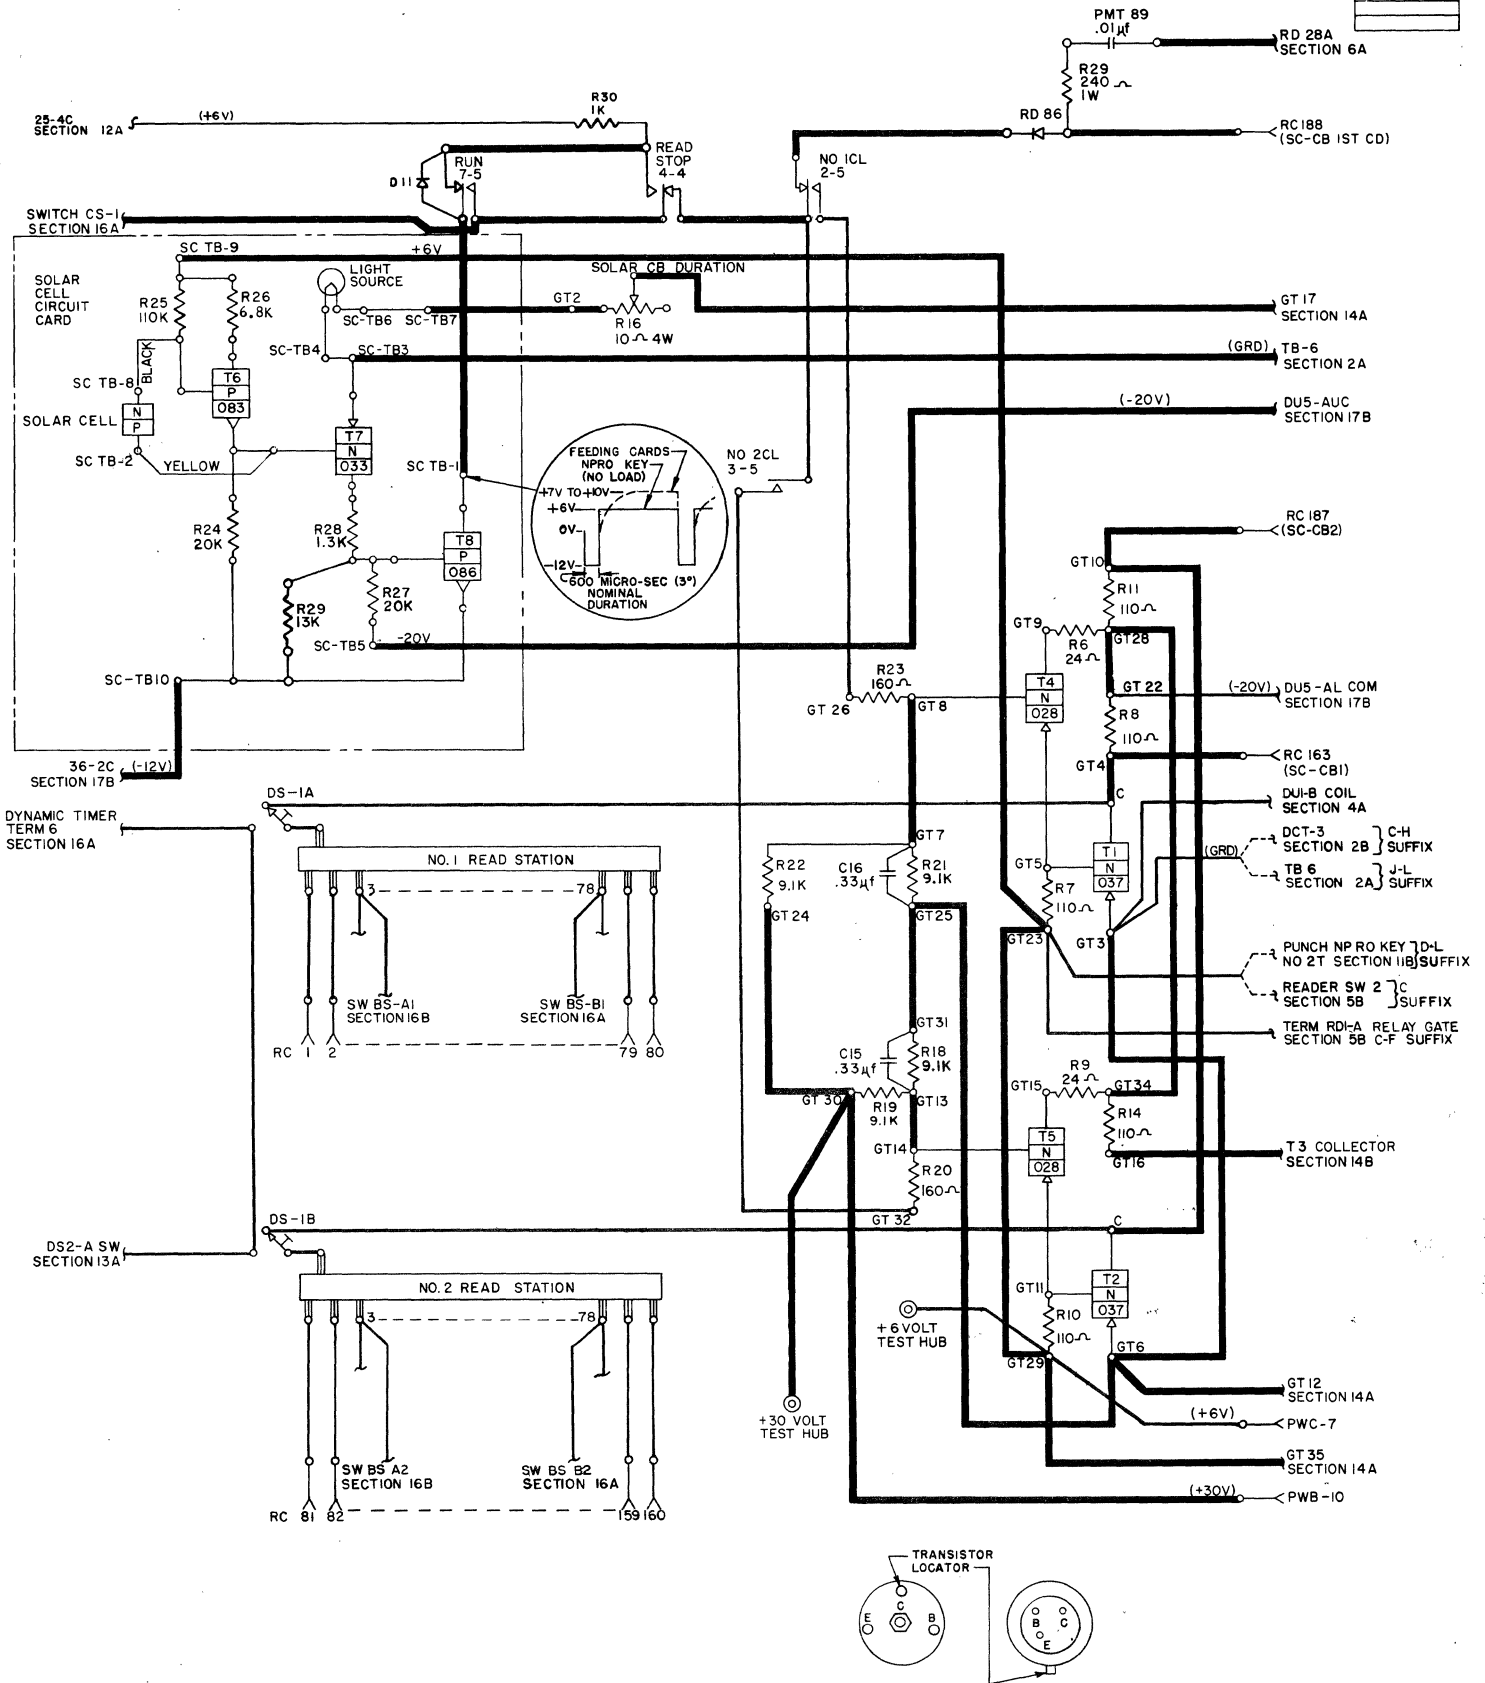 PMT 89
.01µf
RD 28A
SECTION 6A
R29
240 Ω
1W
R30
1K
25-4C
SECTION 12A
(+6V)
RD 86
RC188
(SC-CB 1ST CD)
READ
STOP
4-4
RUN
7-5
D11
NO 1CL
2-5
SWITCH CS-1
SECTION 16A
SC TB-9
+6V
SOLAR
CELL
CIRCUIT
CARD
LIGHT
SOURCE
SOLAR CB DURATION
R25
110K
R26
6.8K
GT2
GT 17
SECTION 14A
SC-TB6
SC-TB7
R16
10Ω 4W
BLACK
SC-TB4
SC-TB3
(GRD)
TB-6
SECTION 2A
SC TB-8
T6
P
083
(-20V)
DU5-AUC
SECTION 17B
N
P
SOLAR CELL
T7
N
033
SC TB-2
YELLOW
SC TB-1
FEEDING CARDS
NPRO KEY
(NO LOAD)
+7V TO +10V
+6V
0V
-12V
600 MICRO-SEC (3°)
NOMINAL
DURATION
NO 2CL
3-5
R24
20K
R28
1.3K
T8
P
086
RC 187
(SC-CB2)
GT10
R11
110Ω
R27
20K
R29
13K
SC-TB5
-20V
GT9
R6
24Ω
GT28
SC-TB10
R23
160Ω
GT 26
GT8
T4
N
028
GT 22
(-20V)
DU5-AL COM
SECTION 17B
R8
110Ω
36-2C
SECTION 17B
(-12V)
GT4
RC 163
(SC-CB1)
DS-1A
C
DU1-B COIL
SECTION 4A
DYNAMIC TIMER
TERM 6
SECTION 16A
GT7
(GRD)
DCT-3
SECTION 2B
C-H
SUFFIX
NO. 1 READ STATION
R22
9.1K
C16
.33µf
R21
9.1K
GT5
T1
N
037
TB 6
SECTION 2A
J-L
SUFFIX
3
78
R7
110Ω
GT24
GT25
GT23
GT3
PUNCH NP RO KEY
NO 2T SECTION 11B
D-L
SUFFIX
READER SW 2
SECTION 5B
C
SUFFIX
SW BS-A1
SECTION 16B
SW BS-B1
SECTION 16A
GT31
TERM RD1-A RELAY GATE
SECTION 5B C-F SUFFIX
RC 1 2
79 80
C15
.33µf
R18
9.1K
R9
24Ω
GT15
GT34
GT 30
R19
9.1K
GT13
R14
110Ω
GT14
T5
N
028
GT16
T3 COLLECTOR
SECTION 14B
R20
160Ω
GT 32
DS-1B
C
DS2-A SW
SECTION 13A
NO. 2 READ STATION
GT11
T2
N
037
3
78
+6 VOLT
TEST HUB
R10
110Ω
GT29
GT6
GT 12
SECTION 14A
+30 VOLT
TEST HUB
(+6V)
PWC-7
SW BS A2
SECTION 16B
SW BS B2
SECTION 16A
GT 35
SECTION 14A
(+30V)
PWB-10
RC 81 82
159 160
TRANSISTOR
LOCATOR
C
E
B
B
C
E